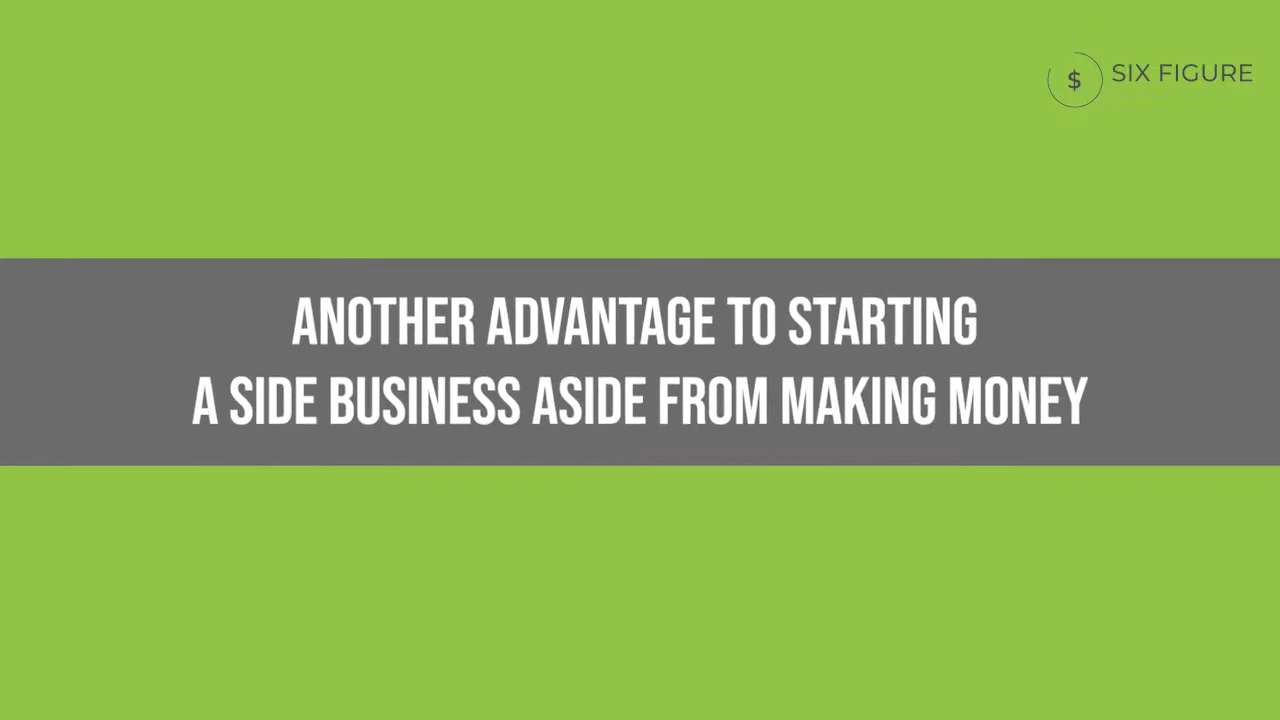 $ SIX FIGURE
ANOTHER ADVANTAGE TO STARTING
A SIDE BUSINESS ASIDE FROM MAKING MONEY